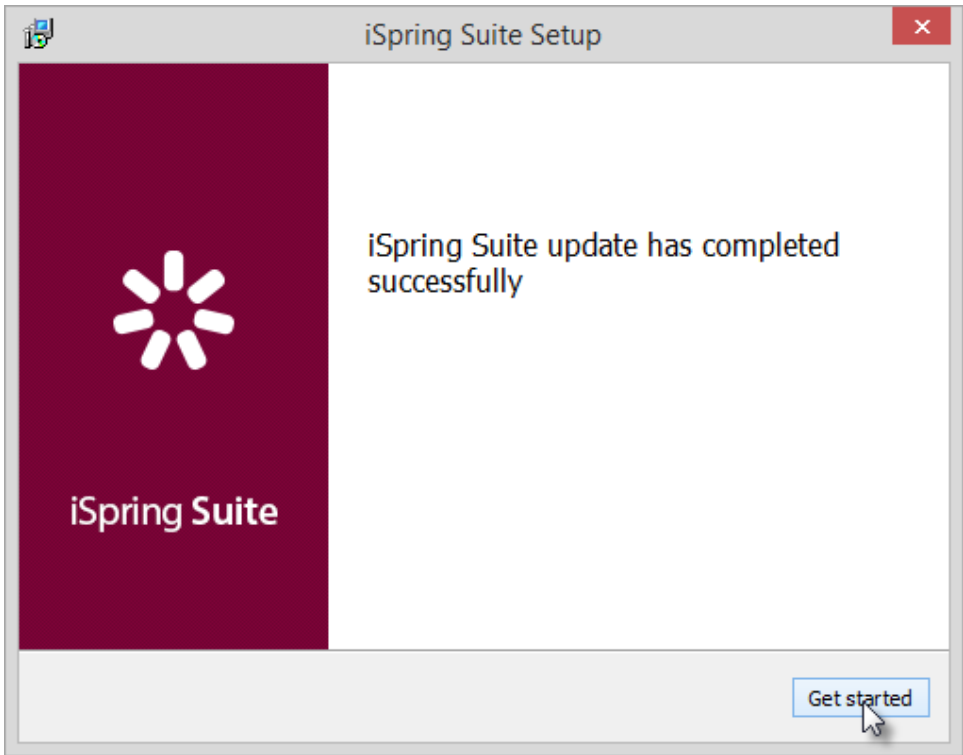 iSpring Suite Setup
iSpring Suite update has completed
successfully
iSpring Suite
Get started